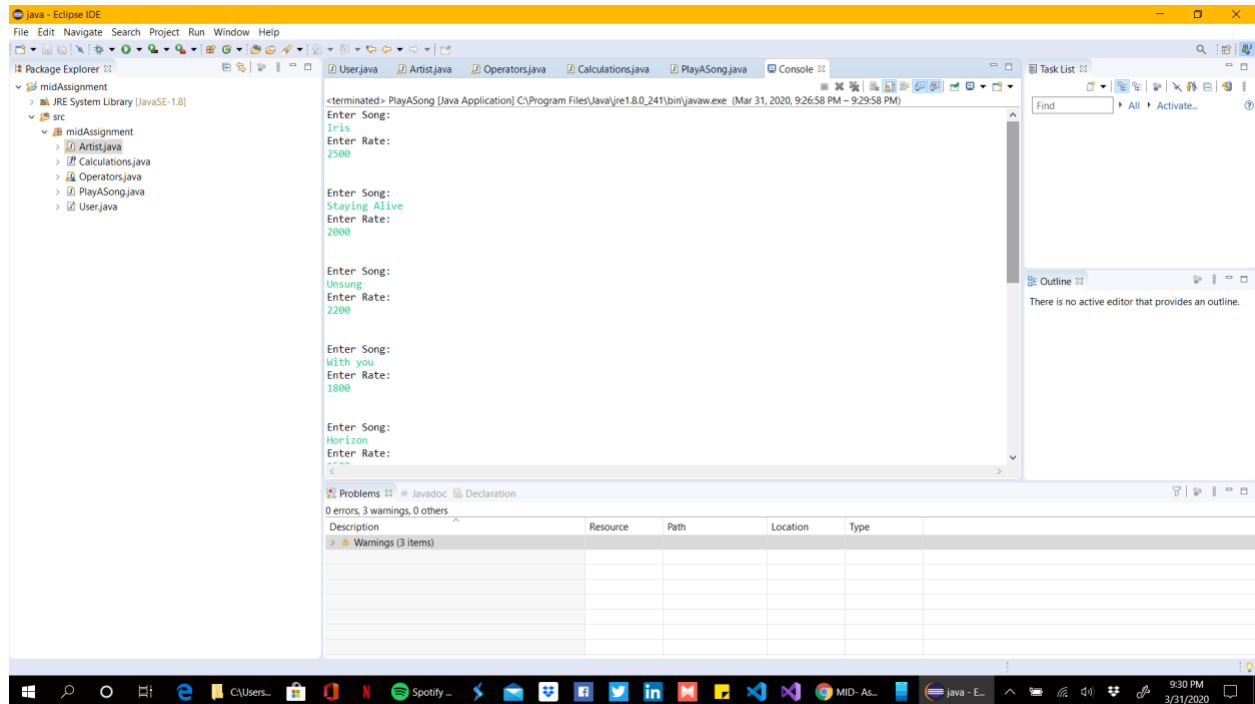 java - Eclipse IDE
File Edit Navigate Search Project Run Window Help
Package Explorer
midAssignment
JRE System Library [JavaSE-1.8]
src
midAssignment
Artist.java
Calculations.java
Operators.java
PlayASong.java
User.java
User.java Artist.java Operators.java Calculations.java PlayASong.java Console
<terminated> PlayASong [Java Application] C:\Program Files\Java\jre1.8.0_241\bin\javaw.exe (Mar 31, 2020, 9:26:58 PM – 9:29:58 PM)
Enter Song:
Iris
Enter Rate:
2500
Enter Song:
Staying Alive
Enter Rate:
2000
Enter Song:
Unsung
Enter Rate:
2200
Enter Song:
With you
Enter Rate:
1800
Enter Song:
Horizon
Enter Rate:
Task List
Find All Activate...
Outline
There is no active editor that provides an outline.
Problems Javadoc Declaration
0 errors, 3 warnings, 0 others
Description Resource Path Location Type
Warnings (3 items)
C:\Users... Spotify - ... MID- As... java - E...
9:30 PM
3/31/2020